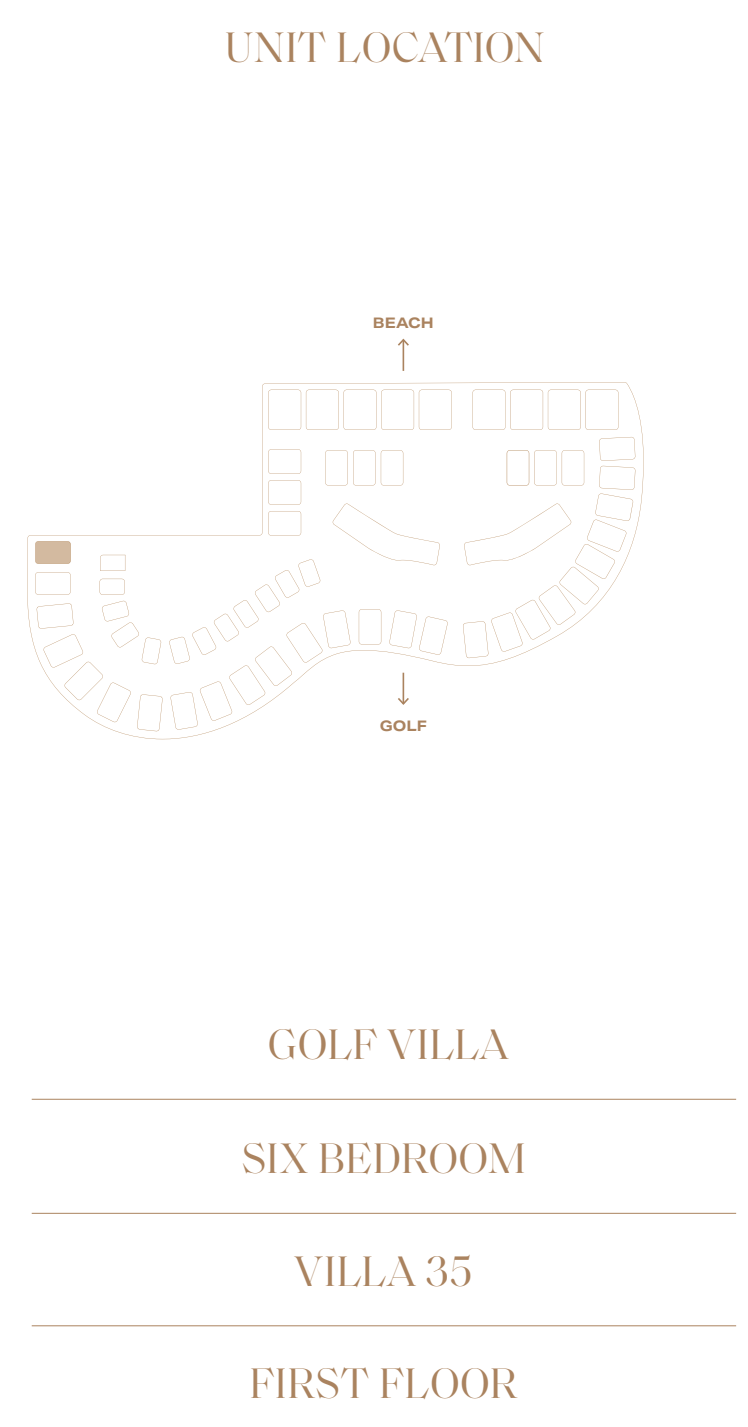 UNIT LOCATION
BEACH
GOLF
GOLF VILLA
SIX BEDROOM
VILLA 35
FIRST FLOOR